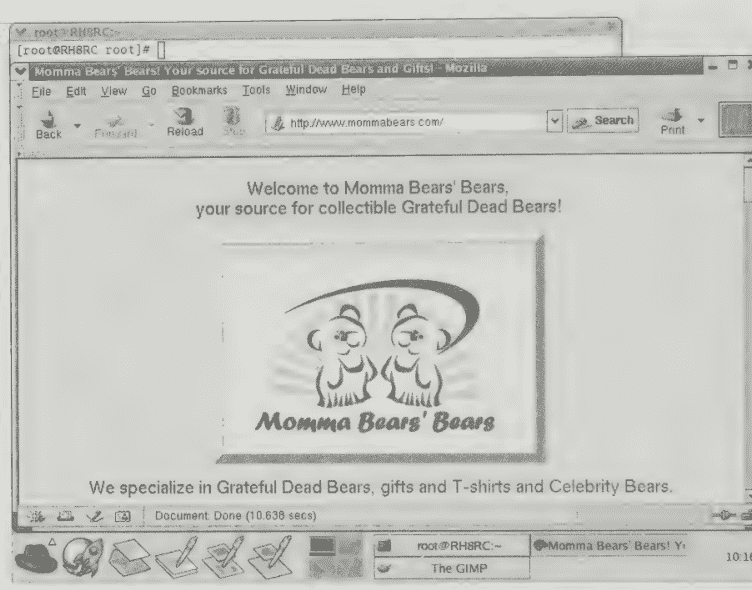 root@RH8RC:~
[root@RH8RC root]#
Momma Bears' Bears! Your source for Grateful Dead Bears and Gifts! - Mozilla
File Edit View Go Bookmarks Tools Window Help
Back Forward Reload Stop http://www.mommabears.com/ Search Print
Welcome to Momma Bears' Bears,
your source for collectible Grateful Dead Bears!
Momma Bears' Bears
We specialize in Grateful Dead Bears, gifts and T-shirts and Celebrity Bears.
Document: Done (10.638 secs)
root@RH8RC:~ Momma Bears' Bears! Y
The GIMP
10:16